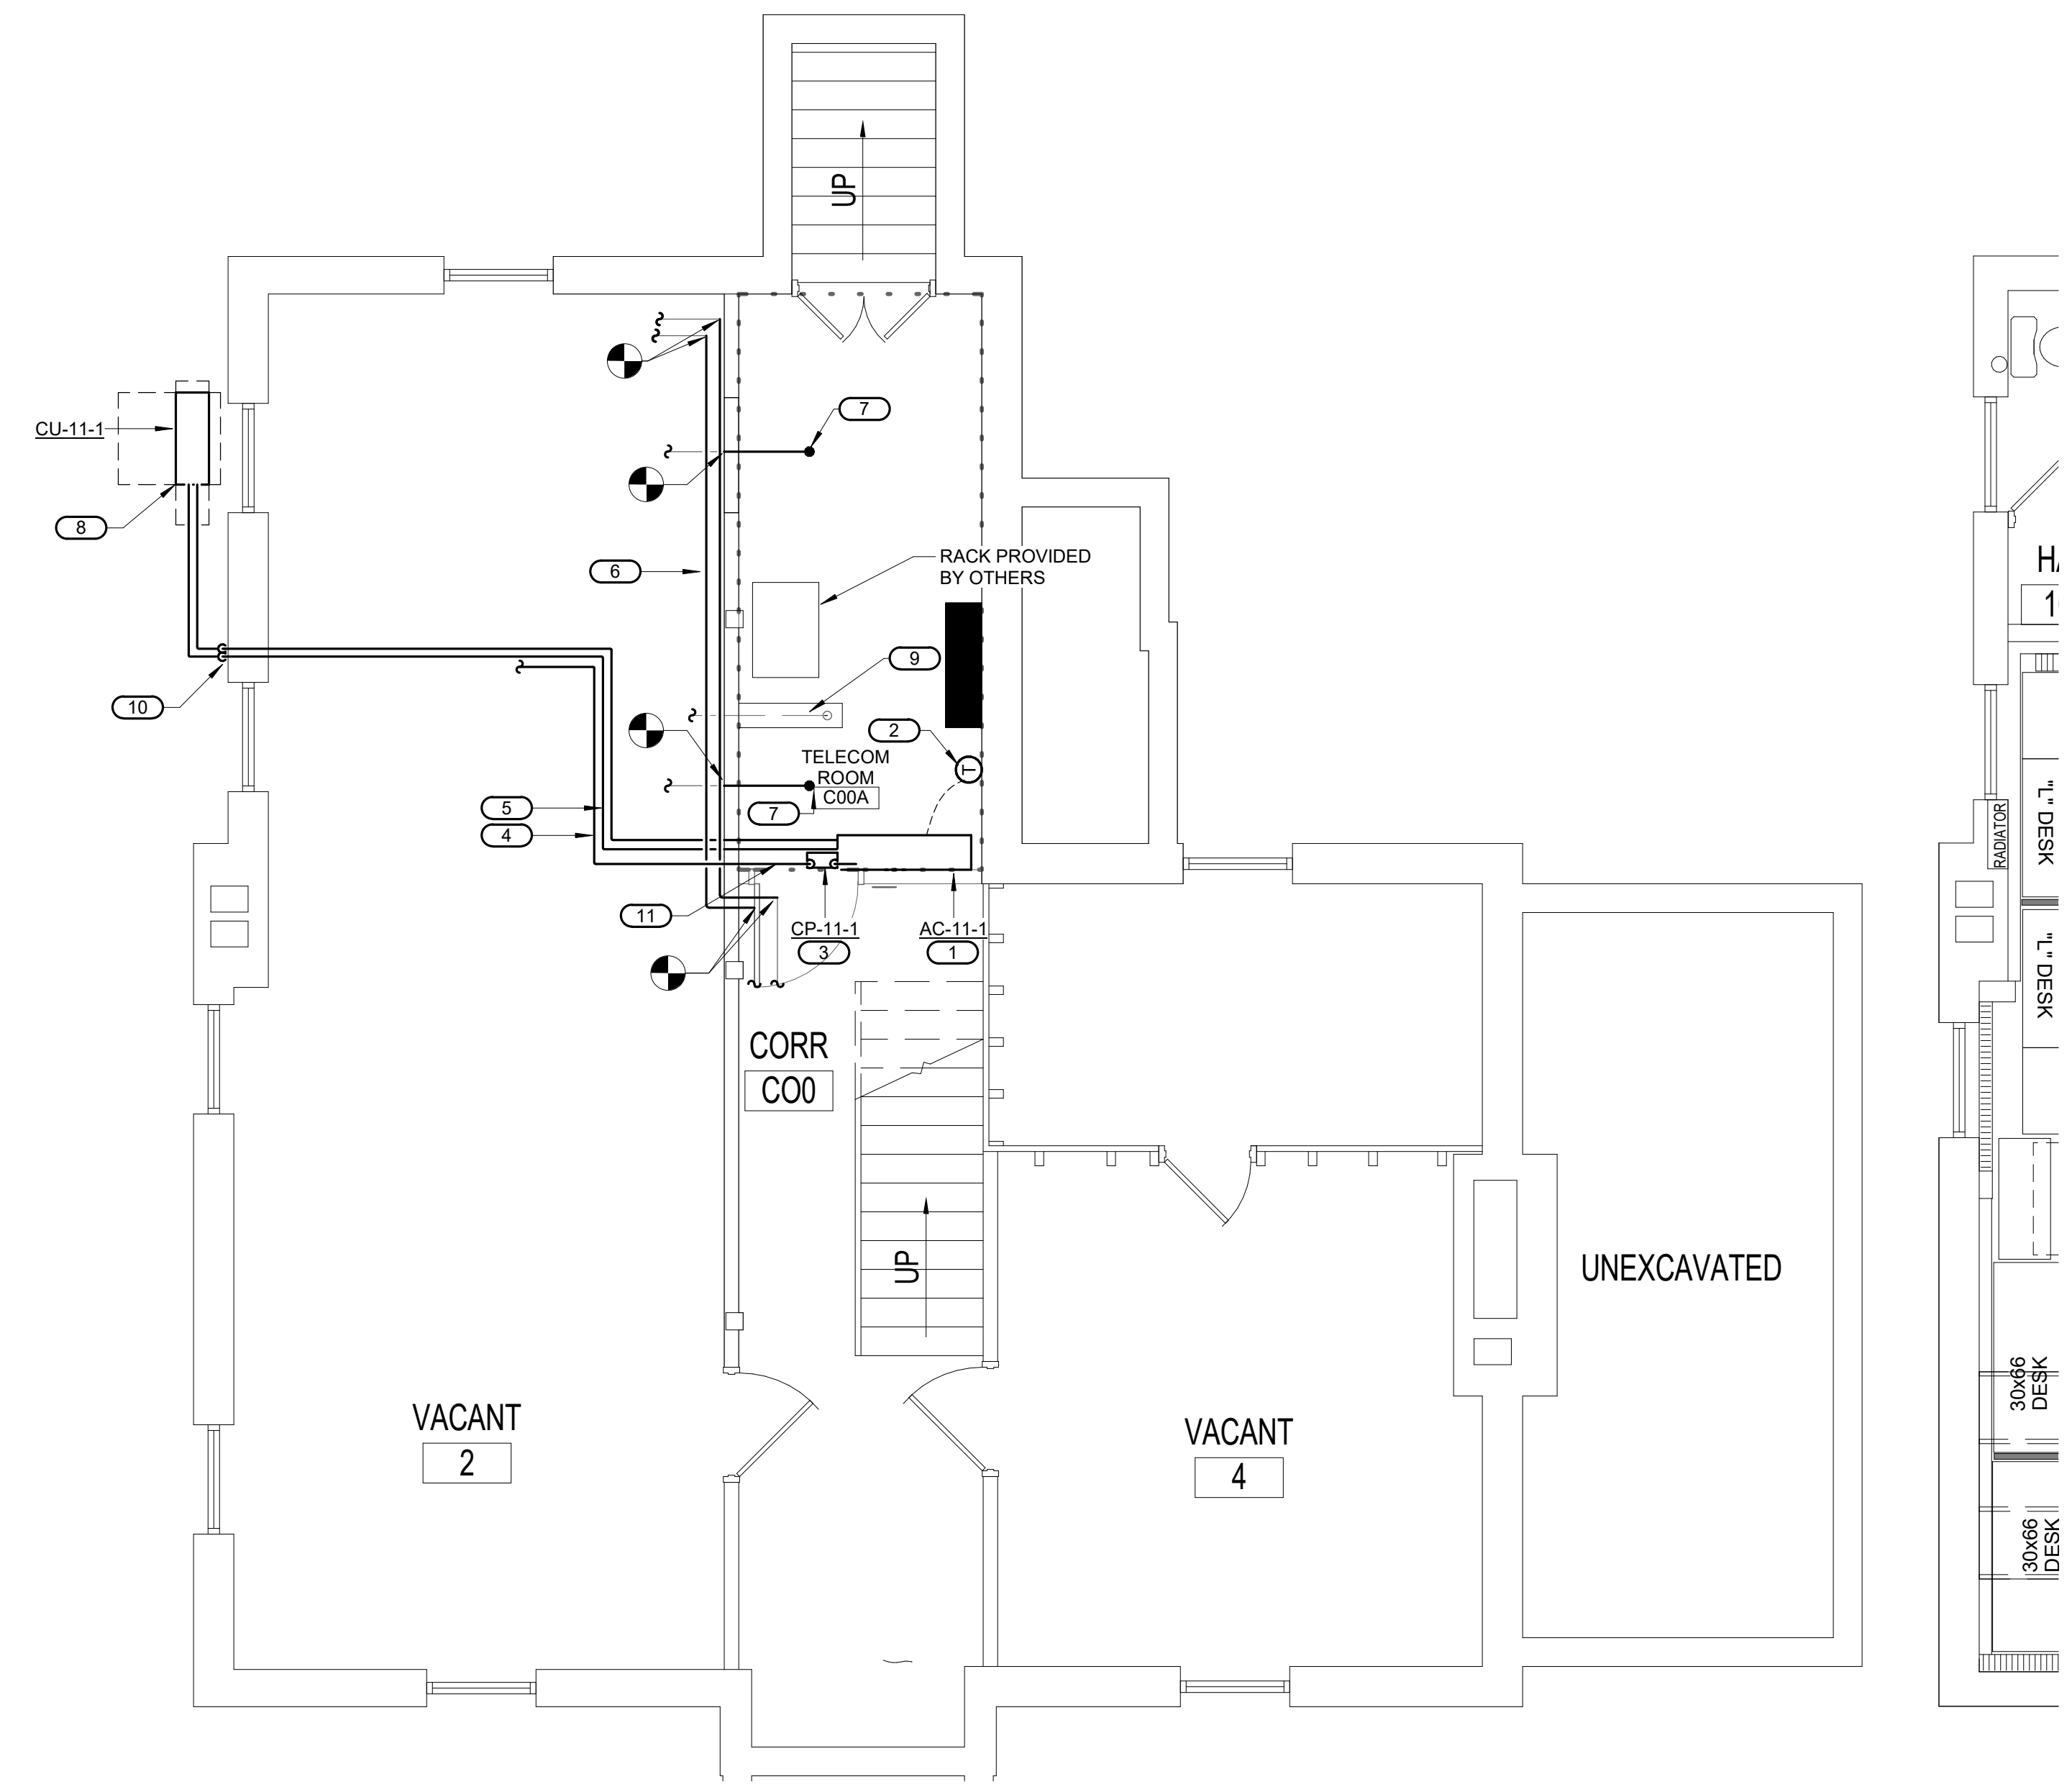 UP
7
CU-11-1
8
RACK PROVIDED
BY OTHERS
6
9
10
2
TELECOM
ROOM
C00A
7
5
4
11
CP-11-1
3
AC-11-1
1
CORR
CO0
UP
UNEXCAVATED
VACANT
2
VACANT
4
T
"L" DESK
RADIATOR
"L" DESK
30x66
DESK
30x66
DESK